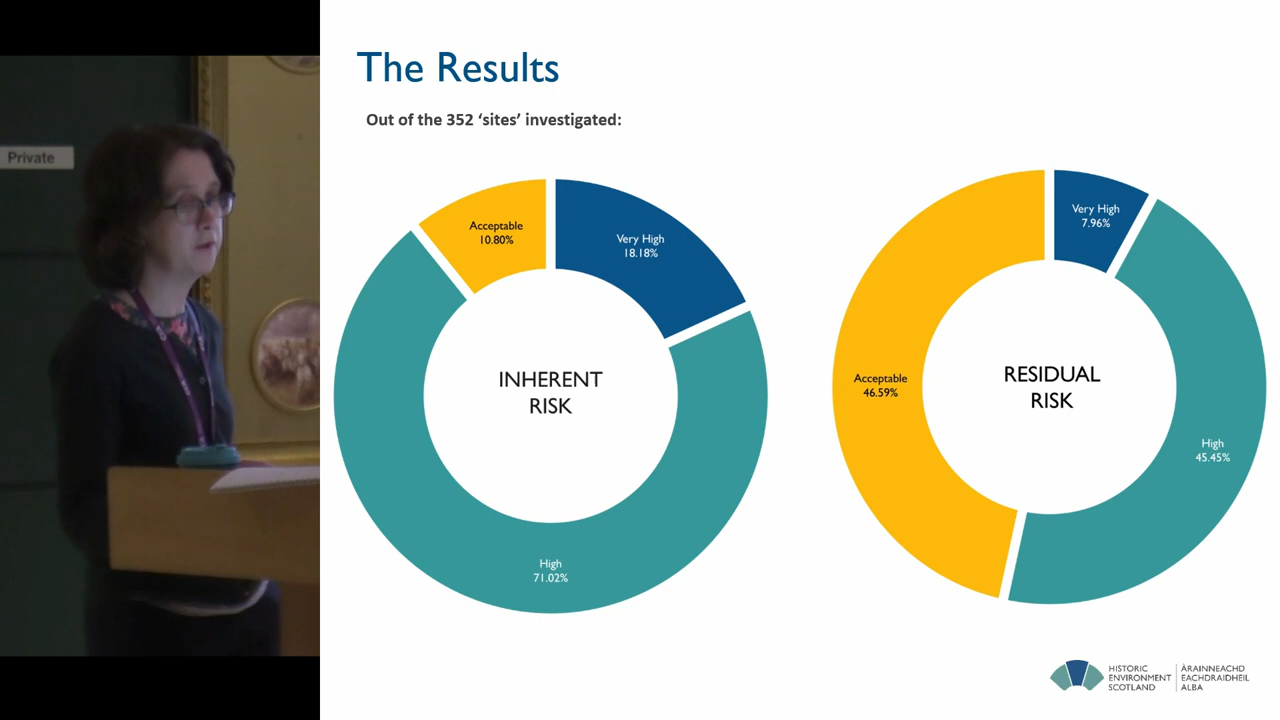 Private
The Results
Out of the 352 ‘sites’ investigated:
Acceptable
10.80%
Very High
18.18%
INHERENT
RISK
High
71.02%
Very High
7.96%
Acceptable
46.59%
RESIDUAL
RISK
High
45.45%
HISTORIC
ENVIRONMENT
SCOTLAND
ÀRAINNEACHD
EACHDRAIDHEIL
ALBA